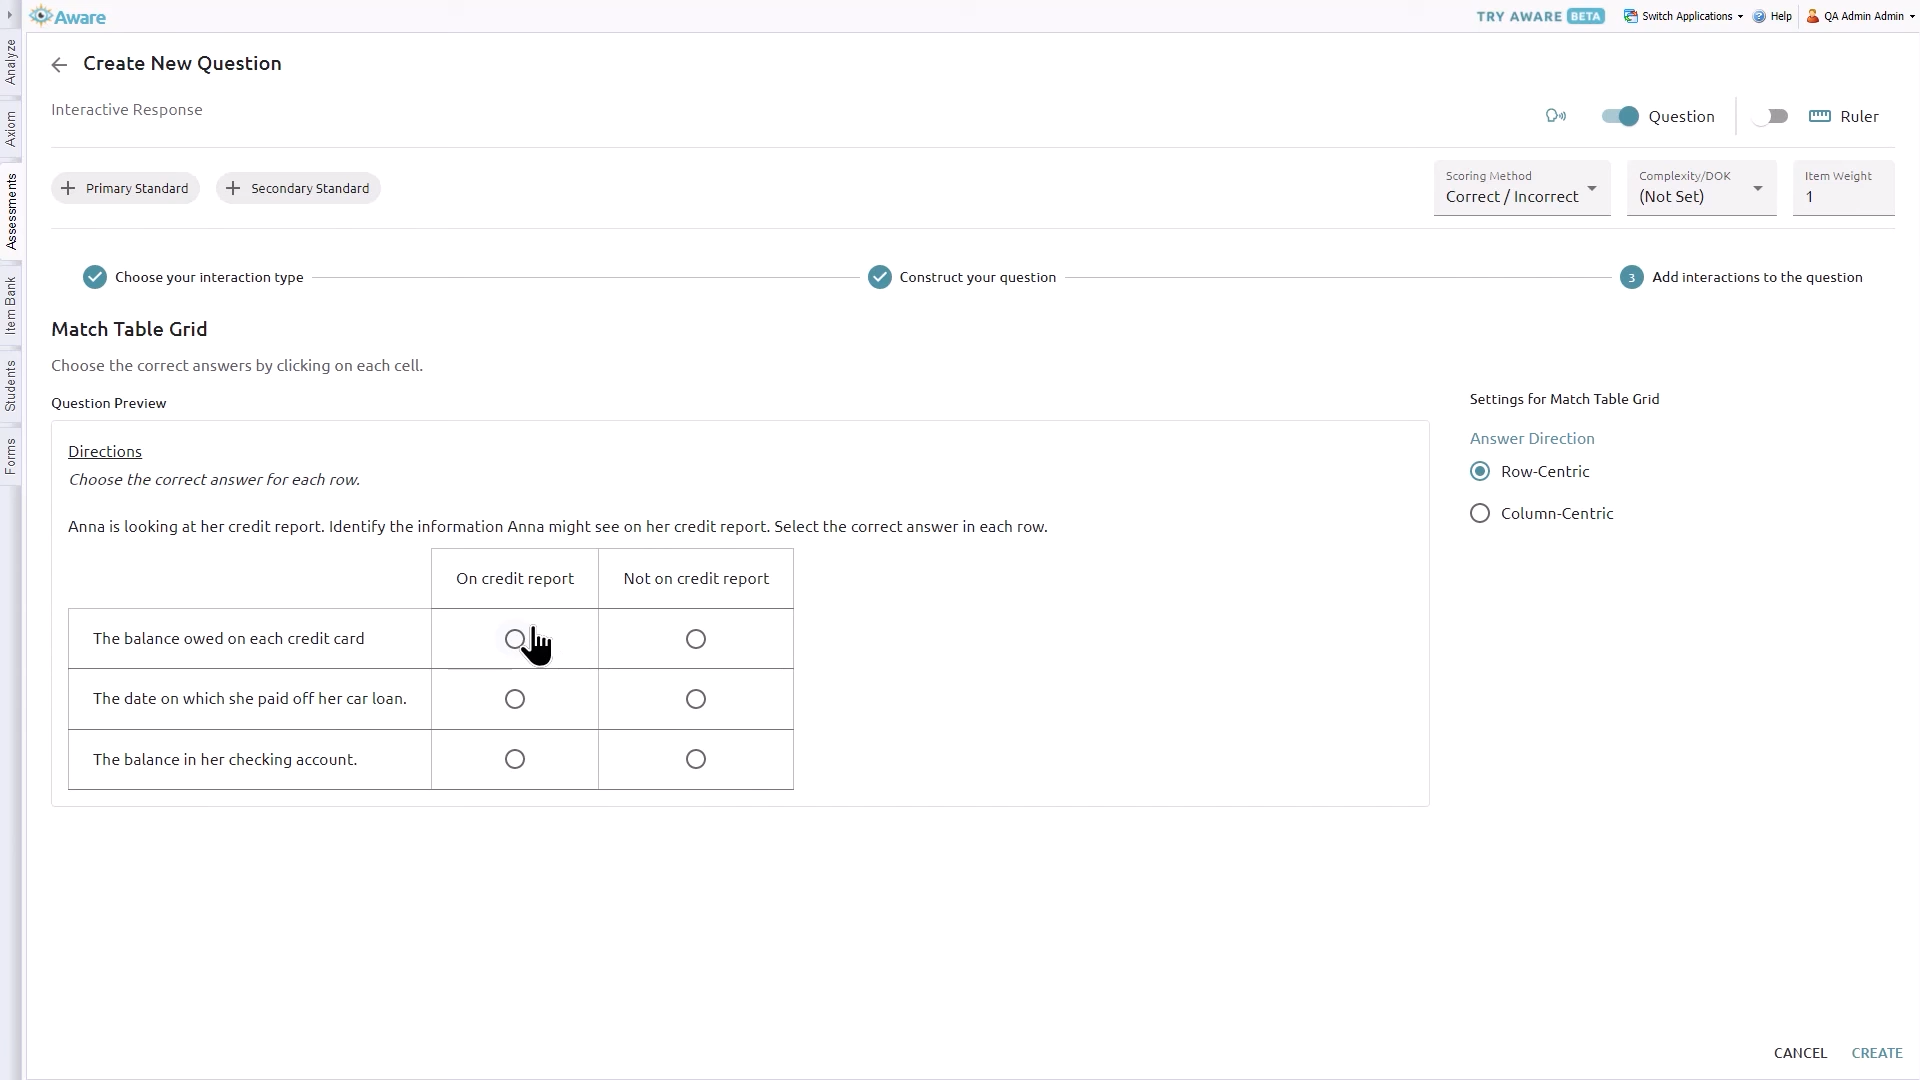 Aware
TRY AWARE BETA
Switch Applications
Help
QA Admin Admin
Analyze
Axiom
Assessments
Item Bank
Students
Forms
Create New Question
Interactive Response
Question
Ruler
Primary Standard
Secondary Standard
Scoring Method
Correct / Incorrect
Complexity/DOK
(Not Set)
Item Weight
1
Choose your interaction type
Construct your question
3 Add interactions to the question
Match Table Grid
Choose the correct answers by clicking on each cell.
Question Preview
Directions
Choose the correct answer for each row.
Anna is looking at her credit report. Identify the information Anna might see on her credit report. Select the correct answer in each row.
On credit report
Not on credit report
The balance owed on each credit card
The date on which she paid off her car loan.
The balance in her checking account.
Settings for Match Table Grid
Answer Direction
Row-Centric
Column-Centric
CANCEL
CREATE